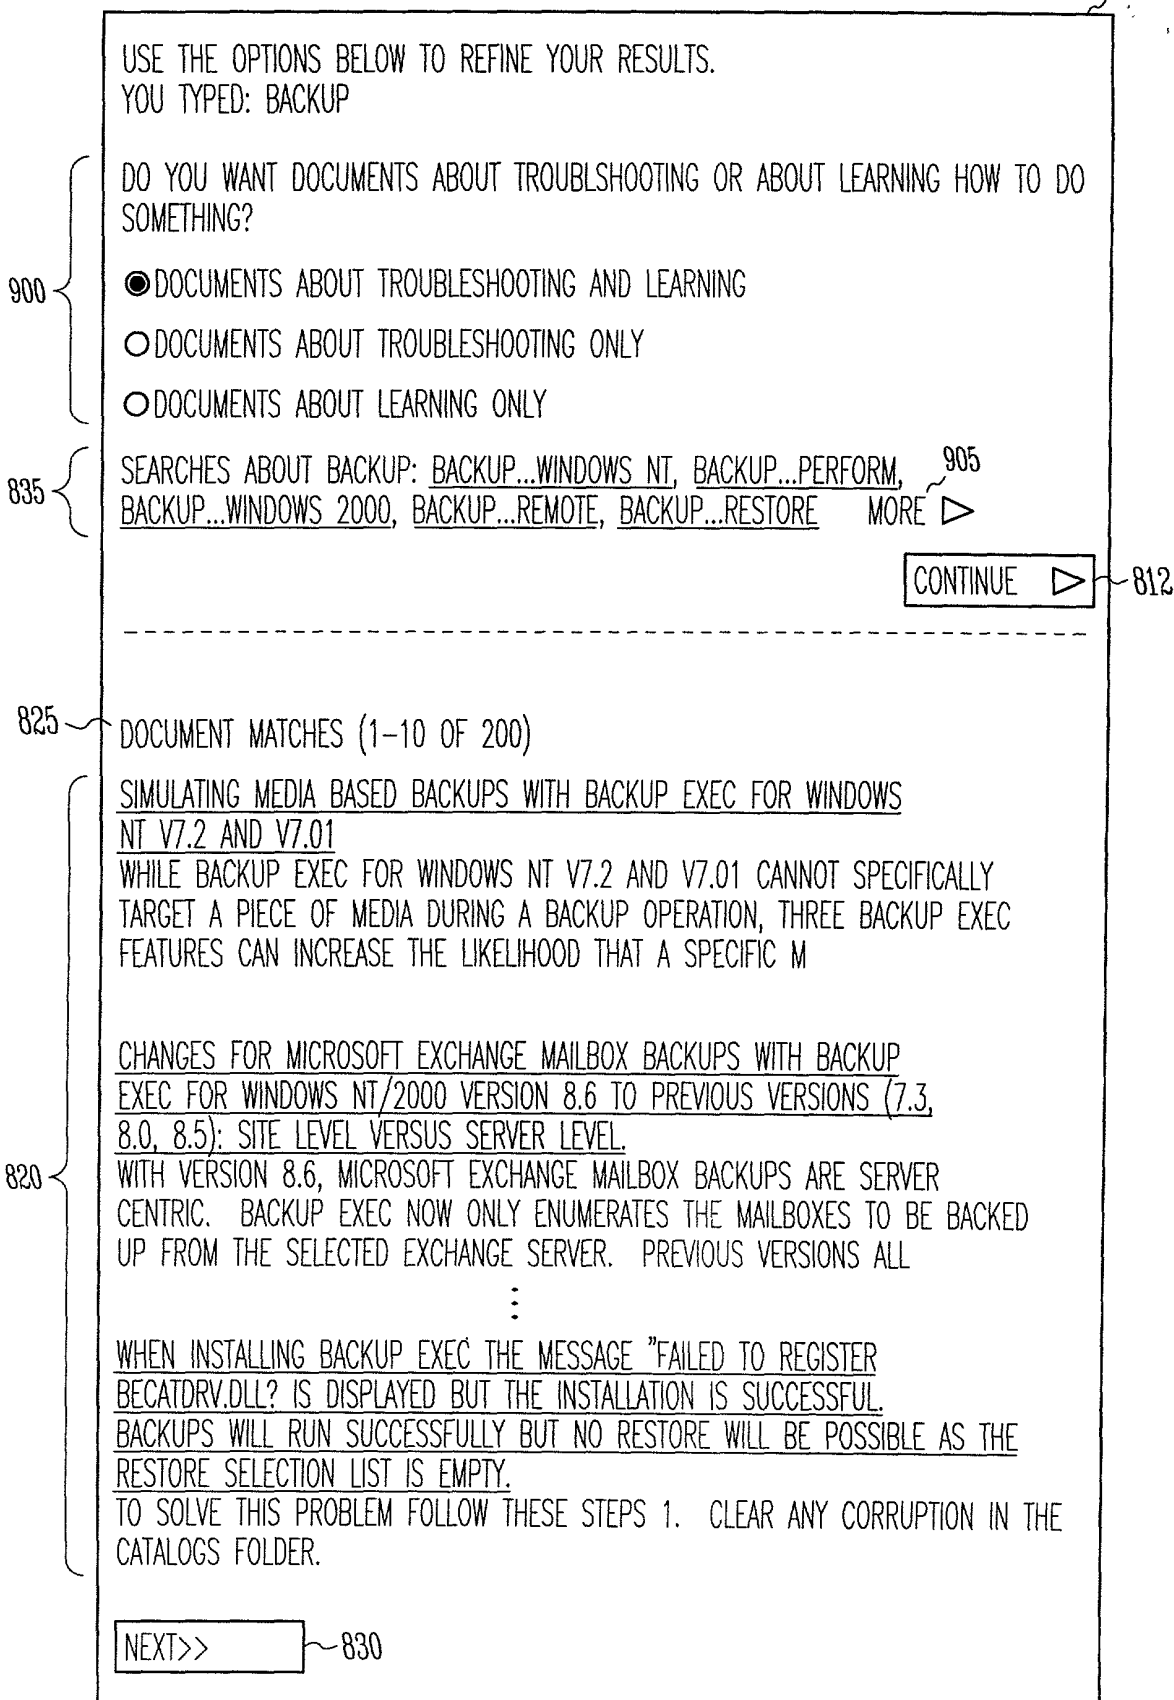 USE THE OPTIONS BELOW TO REFINE YOUR RESULTS.
YOU TYPED: BACKUP
DO YOU WANT DOCUMENTS ABOUT TROUBLSHOOTING OR ABOUT LEARNING HOW TO DO
SOMETHING?
900
DOCUMENTS ABOUT TROUBLESHOOTING AND LEARNING
DOCUMENTS ABOUT TROUBLESHOOTING ONLY
DOCUMENTS ABOUT LEARNING ONLY
835
SEARCHES ABOUT BACKUP: BACKUP...WINDOWS NT, BACKUP...PERFORM,
905
BACKUP...WINDOWS 2000, BACKUP...REMOTE, BACKUP...RESTORE MORE
CONTINUE
812
825
DOCUMENT MATCHES (1-10 OF 200)
SIMULATING MEDIA BASED BACKUPS WITH BACKUP EXEC FOR WINDOWS
NT V7.2 AND V7.01
WHILE BACKUP EXEC FOR WINDOWS NT V7.2 AND V7.01 CANNOT SPECIFICALLY
TARGET A PIECE OF MEDIA DURING A BACKUP OPERATION, THREE BACKUP EXEC
FEATURES CAN INCREASE THE LIKELIHOOD THAT A SPECIFIC M
CHANGES FOR MICROSOFT EXCHANGE MAILBOX BACKUPS WITH BACKUP
EXEC FOR WINDOWS NT/2000 VERSION 8.6 TO PREVIOUS VERSIONS (7.3,
8.0, 8.5): SITE LEVEL VERSUS SERVER LEVEL.
820
WITH VERSION 8.6, MICROSOFT EXCHANGE MAILBOX BACKUPS ARE SERVER
CENTRIC. BACKUP EXEC NOW ONLY ENUMERATES THE MAILBOXES TO BE BACKED
UP FROM THE SELECTED EXCHANGE SERVER. PREVIOUS VERSIONS ALL
WHEN INSTALLING BACKUP EXEC THE MESSAGE "FAILED TO REGISTER
BECATDRV.DLL? IS DISPLAYED BUT THE INSTALLATION IS SUCCESSFUL.
BACKUPS WILL RUN SUCCESSFULLY BUT NO RESTORE WILL BE POSSIBLE AS THE
RESTORE SELECTION LIST IS EMPTY.
TO SOLVE THIS PROBLEM FOLLOW THESE STEPS 1. CLEAR ANY CORRUPTION IN THE
CATALOGS FOLDER.
NEXT>>
830